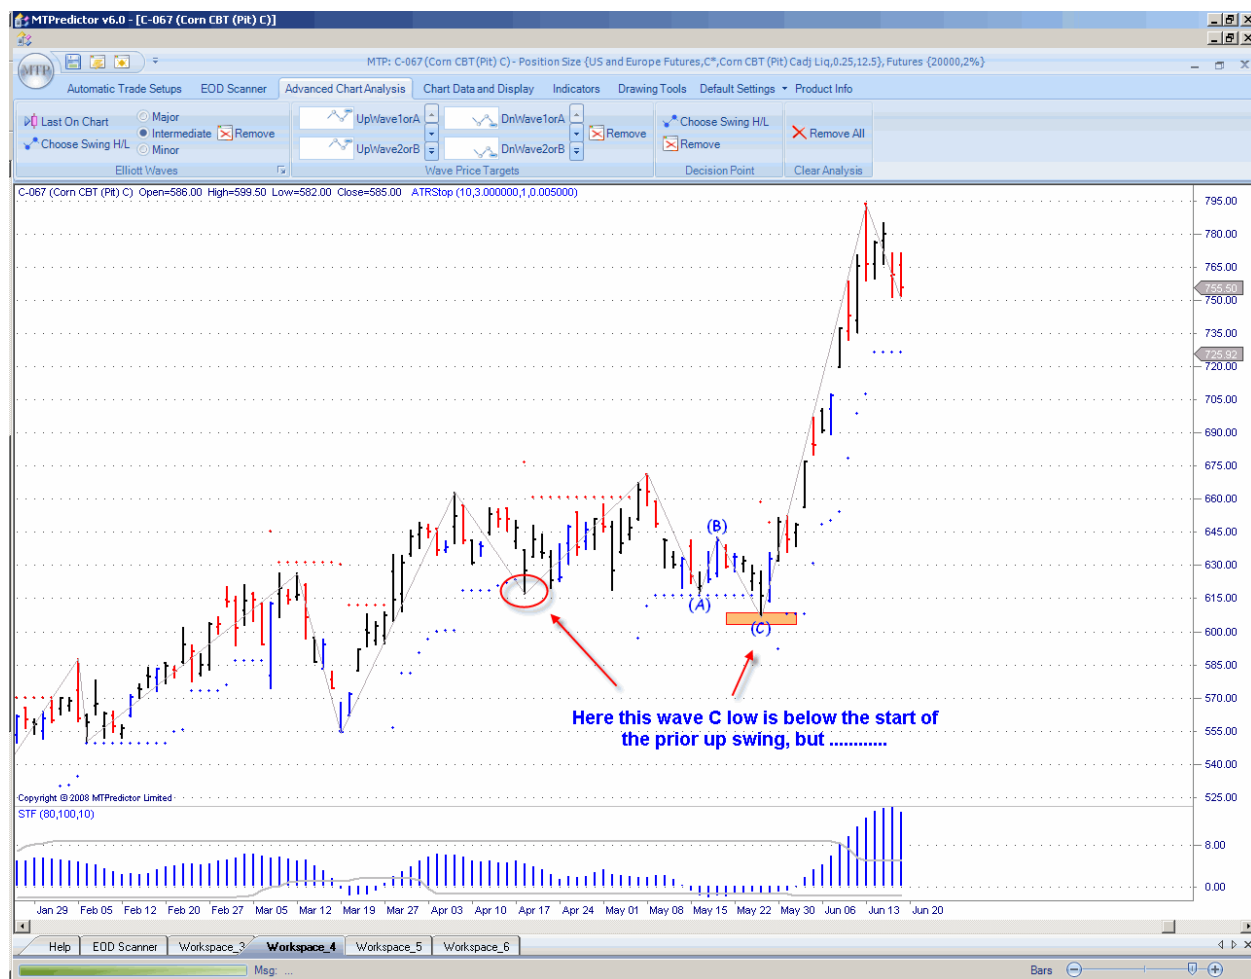 MTPredictor v6.0 - [C-067 (Corn CBT (Pit) C)]
MTP
MTP: C-067 (Corn CBT (Pit) C) - Position Size {US and Europe Futures,C*,Corn CBT (Pit) Cadj Liq,0.25,12.5}, Futures {20000,2%}
Automatic Trade Setups EOD Scanner Advanced Chart Analysis Chart Data and Display Indicators Drawing Tools Default Settings Product Info
Last On Chart Major UpWave1orA DnWave1orA Choose Swing H/L
Intermediate Remove Remove Remove All
Choose Swing H/L Minor UpWave2orB DnWave2orB Remove
Elliott Waves Wave Price Targets Decision Point Clear Analysis
C-067 (Corn CBT (Pit) C) Open=586.00 High=599.50 Low=582.00 Close=585.00 ATRStop (10,3.000000,1,0.005000)
795.00
780.00
765.00
755.50
750.00
735.00
725.92
720.00
705.00
690.00
675.00
660.00
645.00
630.00
615.00
600.00
585.00
570.00
555.00
540.00
525.00
(B)
(A)
(C)
Here this wave C low is below the start of
the prior up swing, but ............
Copyright © 2008 MTPredictor Limited
STF (80,100,10)
8.00
0.00
Jan 29 Feb 05 Feb 12 Feb 20 Feb 27 Mar 05 Mar 12 Mar 19 Mar 27 Apr 03 Apr 10 Apr 17 Apr 24 May 01 May 08 May 15 May 22 May 30 Jun 06 Jun 13 Jun 20
Help EOD Scanner Workspace_3 Workspace_4 Workspace_5 Workspace_6
Msg: ... Bars